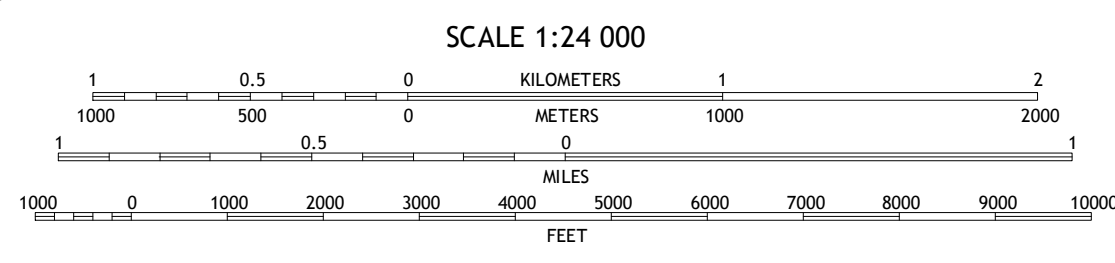 SCALE 1:24 000
1 0.5 0 KILOMETERS 1 2
1000 500 0 METERS 1000 2000
1 0.5 0 1
MILES
1000 0 1000 2000 3000 4000 5000 6000 7000 8000 9000 10000
FEET